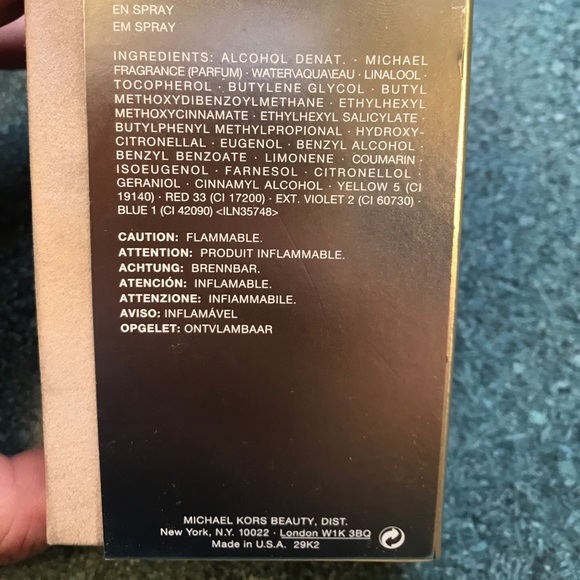 EN SPRAY
EM SPRAY
INGREDIENTS: ALCOHOL DENAT. · MICHAEL
FRAGRANCE (PARFUM) · WATER\AQUA\EAU · LINALOOL ·
TOCOPHEROL · BUTYLENE GLYCOL · BUTYL
METHOXYDIBENZOYLMETHANE · ETHYLHEXYL
METHOXYCINNAMATE · ETHYLHEXYL SALICYLATE ·
BUTYLPHENYL METHYLPROPIONAL · HYDROXY-
CITRONELLAL · EUGENOL · BENZYL ALCOHOL ·
BENZYL BENZOATE · LIMONENE · COUMARIN ·
ISOEUGENOL · FARNESOL · CITRONELLOL ·
GERANIOL · CINNAMYL ALCOHOL · YELLOW 5 (CI
19140) · RED 33 (CI 17200) · EXT. VIOLET 2 (CI 60730) ·
BLUE 1 (CI 42090) <ILN35748>
CAUTION: FLAMMABLE.
ATTENTION: PRODUIT INFLAMMABLE.
ACHTUNG: BRENNBAR.
ATENCIÓN: INFLAMABLE.
ATTENZIONE: INFIAMMABILE.
AVISO: INFLAMÁVEL
OPGELET: ONTVLAMBAAR
MICHAEL KORS BEAUTY, DIST.
New York, N.Y. 10022 · London W1K 3BQ
Made in U.S.A. 29K2